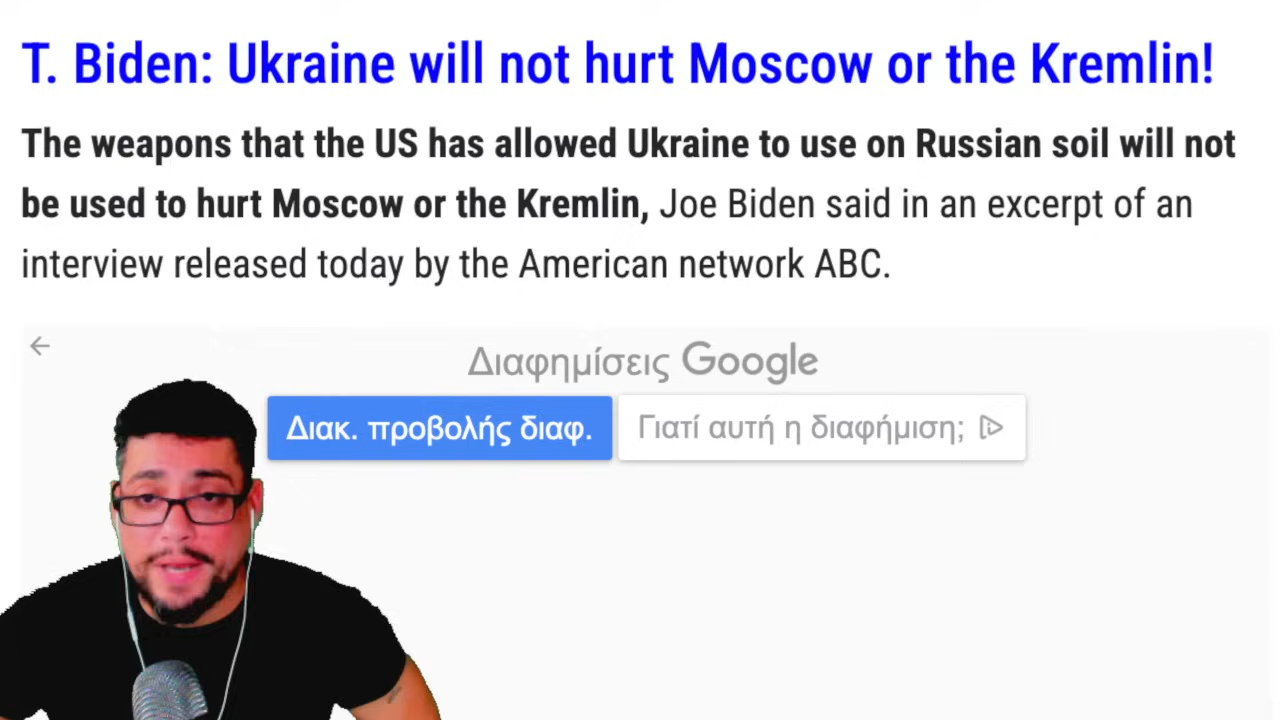 T. Biden: Ukraine will not hurt Moscow or the Kremlin!
The weapons that the US has allowed Ukraine to use on Russian soil will not
be used to hurt Moscow or the Kremlin, Joe Biden said in an excerpt of an
interview released today by the American network ABC.
Διαφημίσεις Google
Διακ. προβολής διαφ. Γιατί αυτή η διαφήμιση;